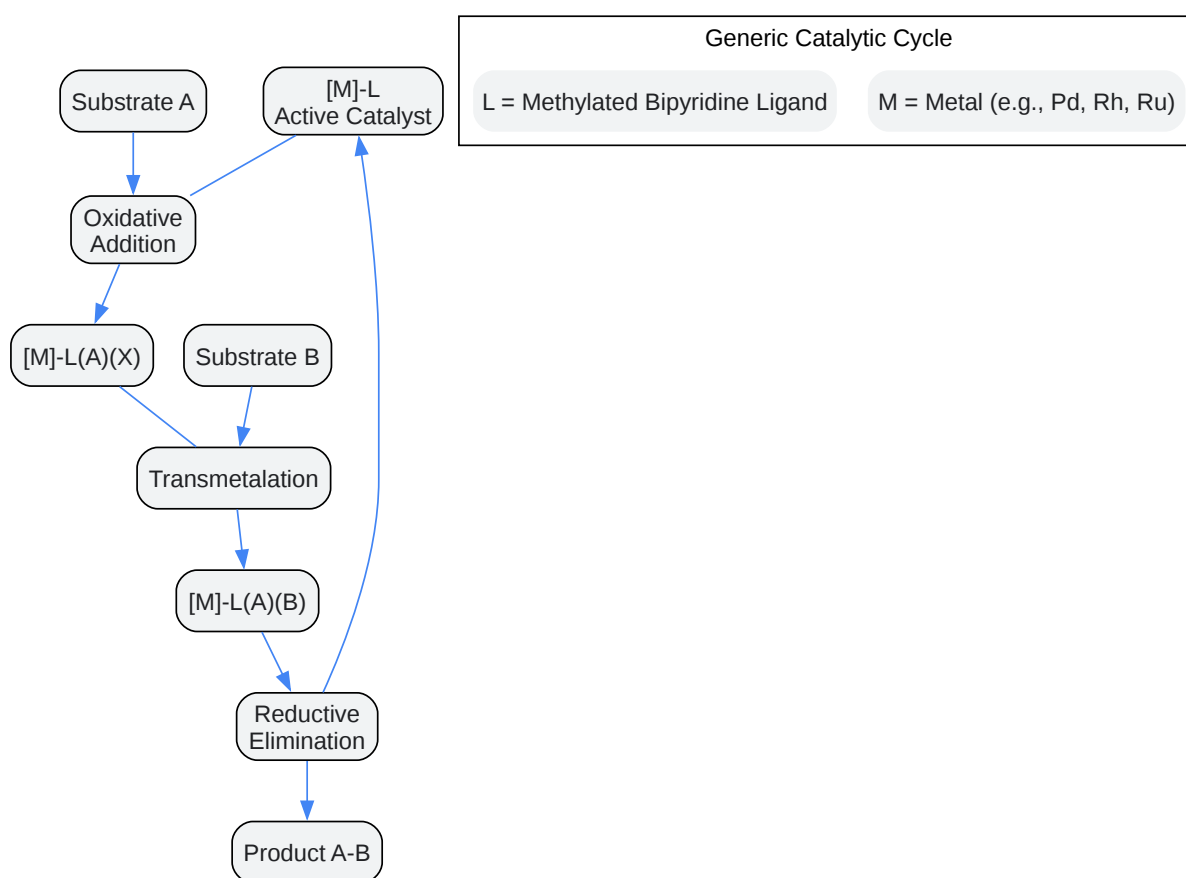 Generic Catalytic Cycle
L = Methylated Bipyridine Ligand
M = Metal (e.g., Pd, Rh, Ru)
Substrate A
[M]-L
Active Catalyst
Oxidative
Addition
[M]-L(A)(X)
Substrate B
Transmetalation
[M]-L(A)(B)
Reductive
Elimination
Product A-B